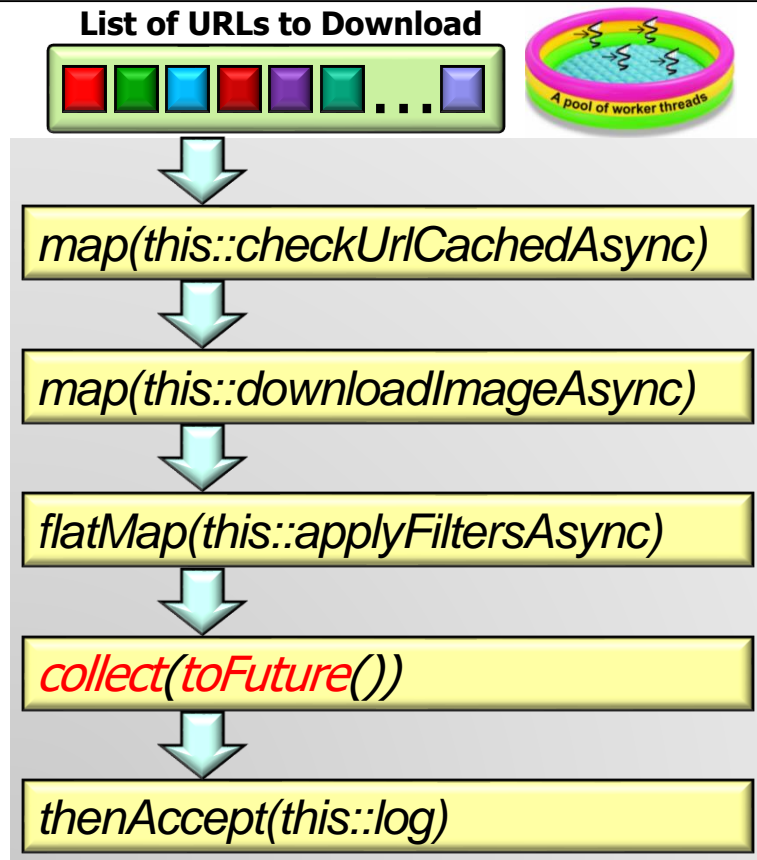 List of URLs to Download
...
A pool of worker threads
map(this::checkUrlCachedAsync)
map(this::downloadImageAsync)
flatMap(this::applyFiltersAsync)
collect(toFuture())
thenAccept(this::log)